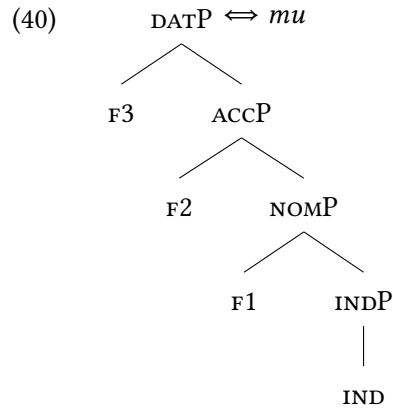 (40) DATP ⇔ mu
F3 ACCP
F2 NOMP
F1 INDP
IND